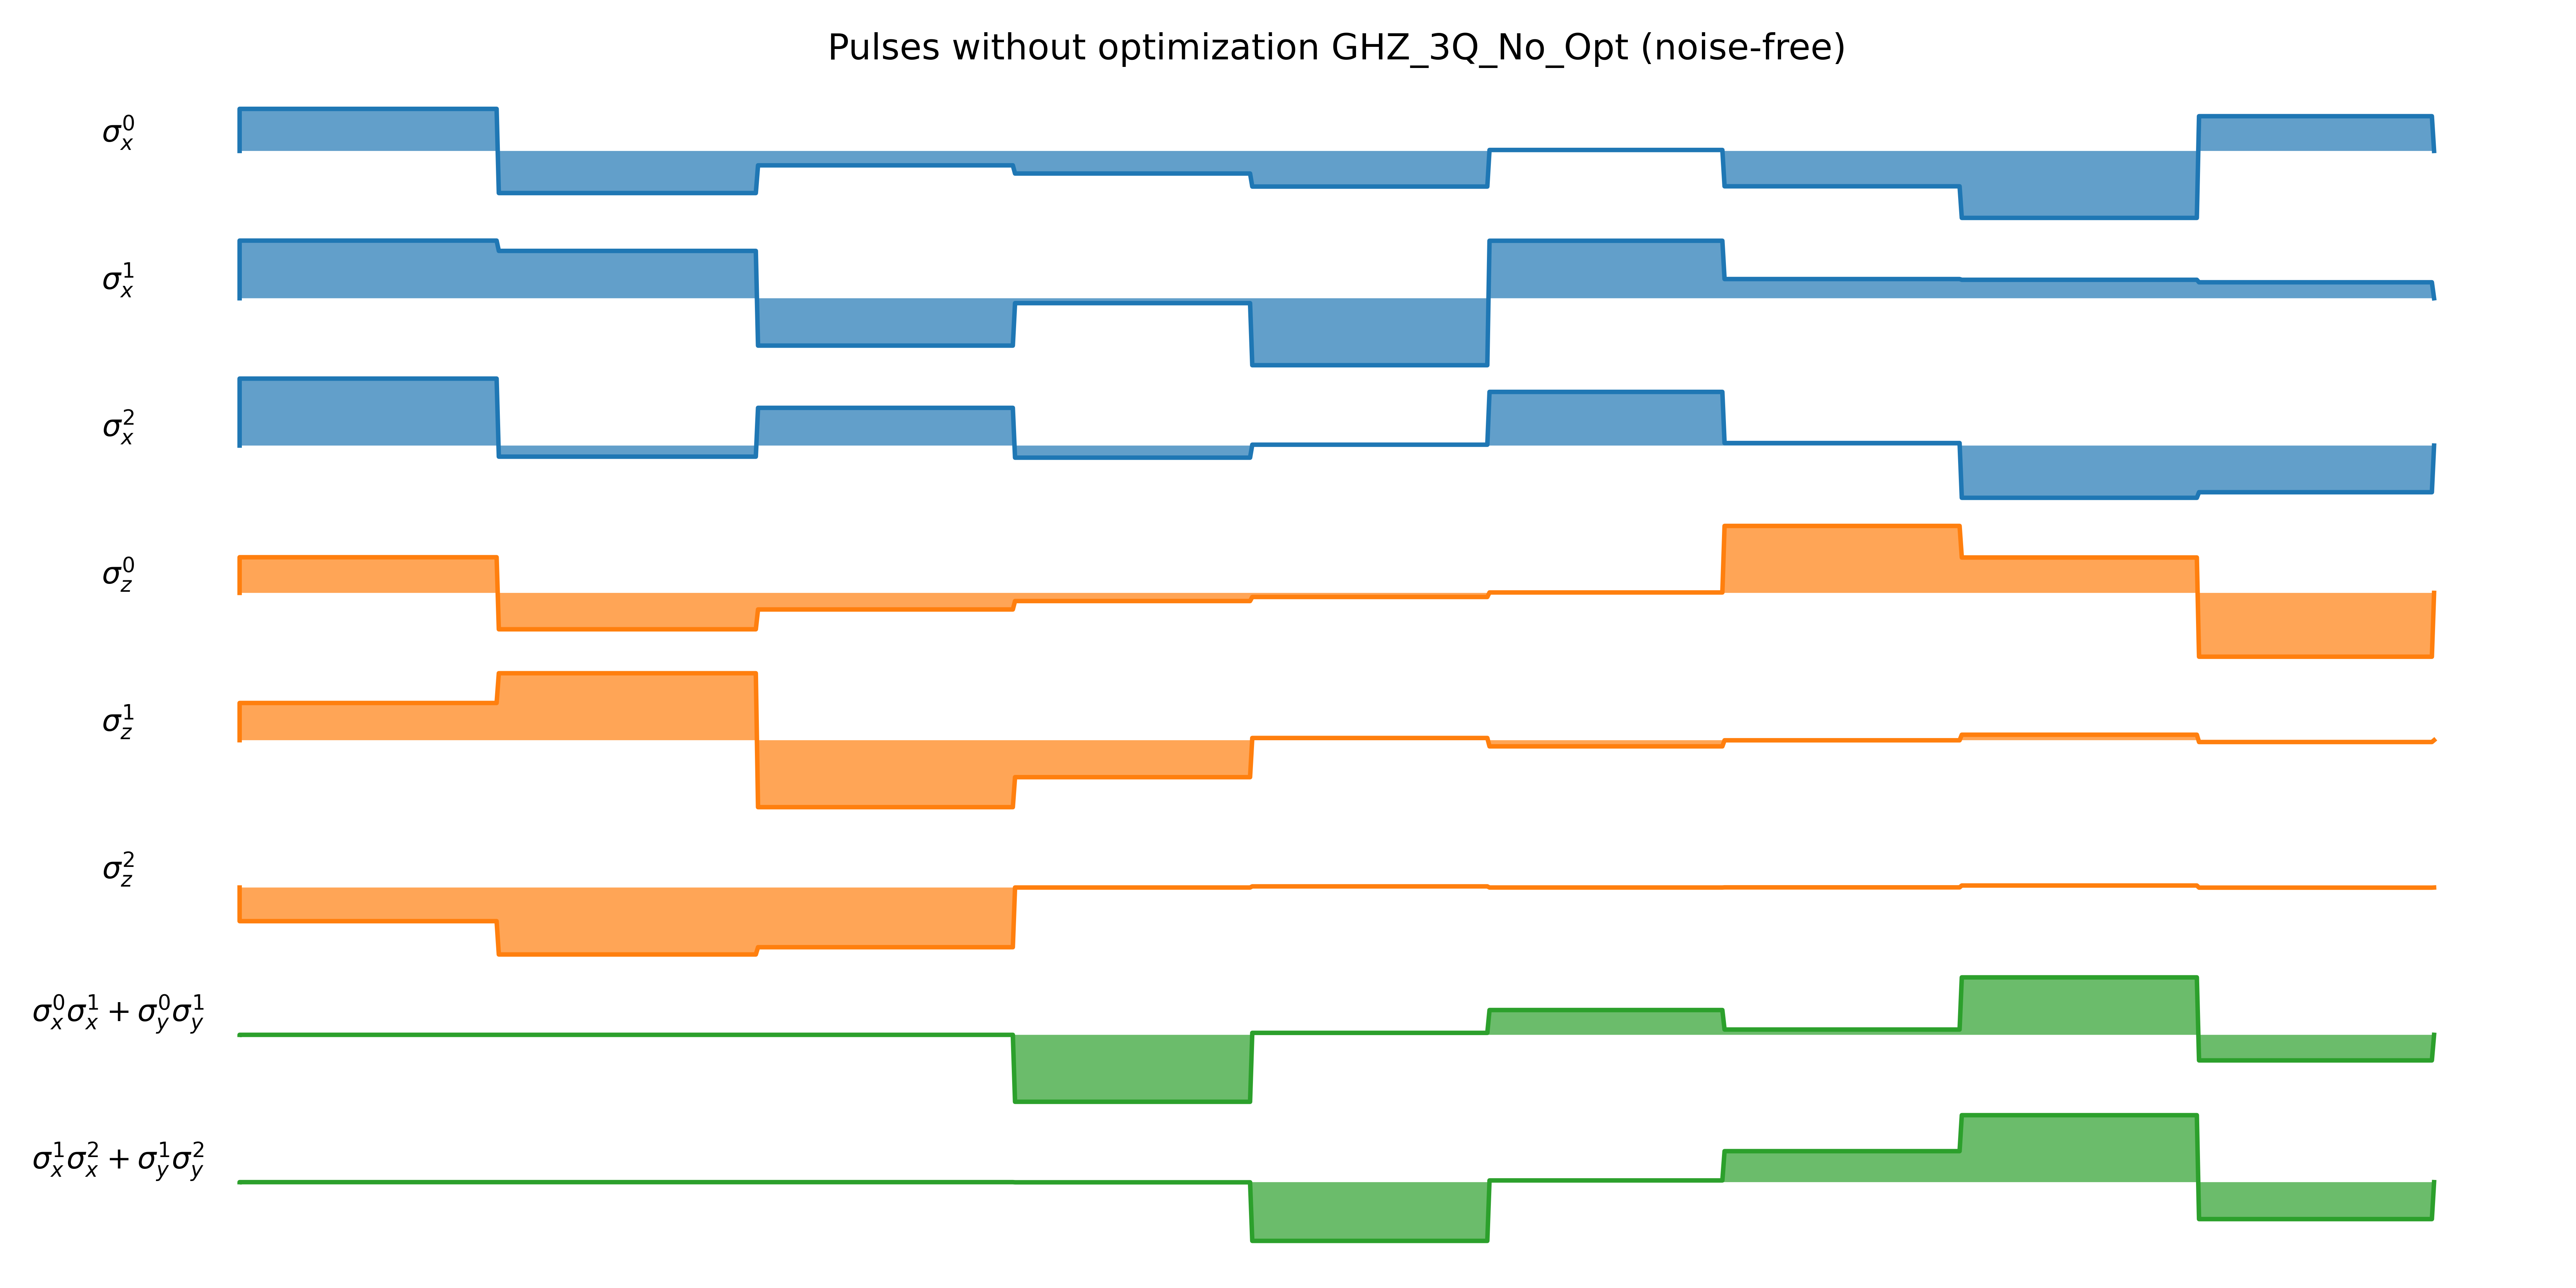 Pulses without optimization GHZ_3Q_No_Opt (noise-free)
σ_x^0
σ_x^1
σ_x^2
σ_z^0
σ_z^1
σ_z^2
σ_x^0σ_x^1 + σ_y^0σ_y^1
σ_x^1σ_x^2 + σ_y^1σ_y^2